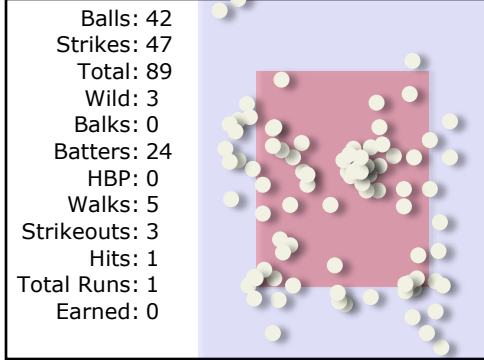 Balls: 42
Strikes: 47
Total: 89
Wild: 3
Balks: 0
Batters: 24
HBP: 0
Walks: 5
Strikeouts: 3
Hits: 1
Total Runs: 1
Earned: 0